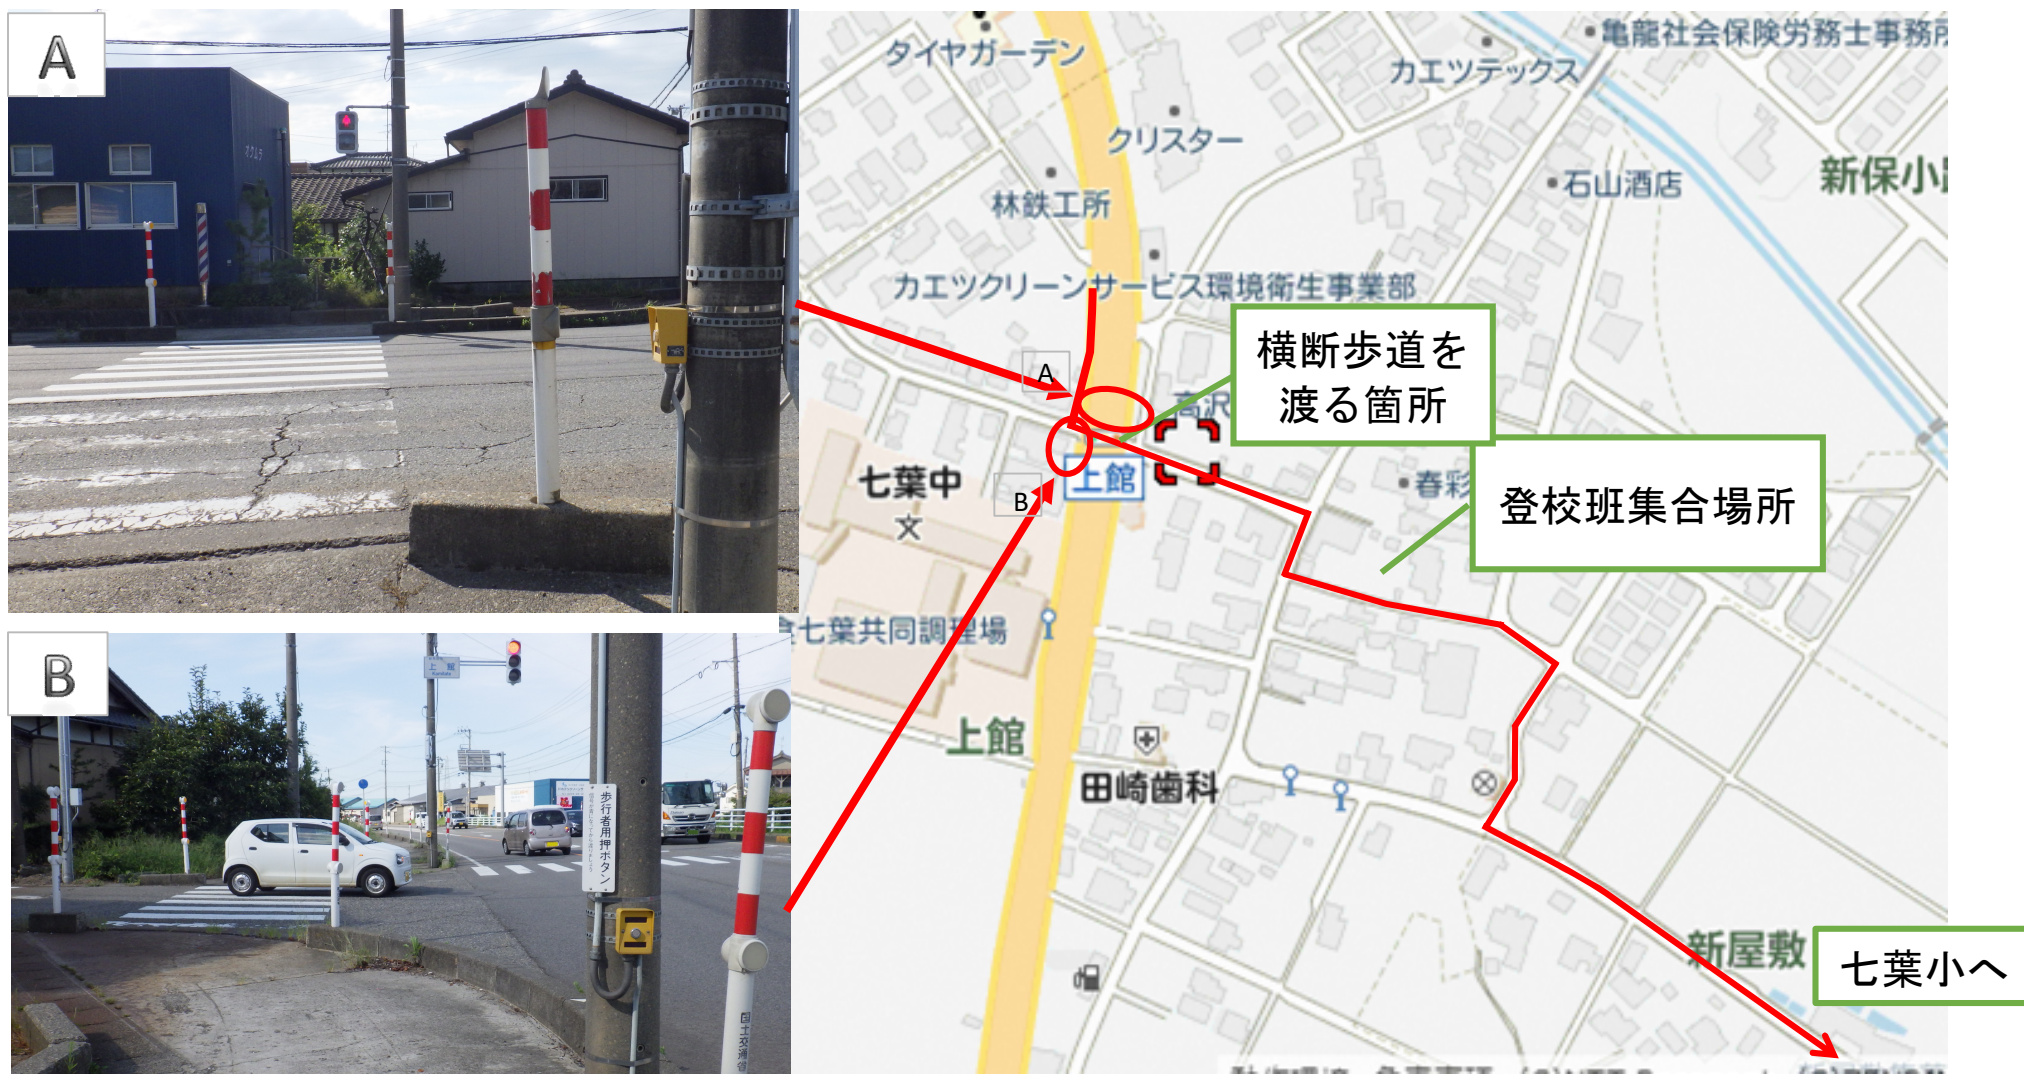 A
オクムラ
B
上館
歩行者用押ボタン
国土交通省
タイヤガーデン
亀龍社会保険労務士事務所
カエツテックス
クリスター
石山酒店
新保小
林鉄工所
カエツクリーンサービス環境衛生事業部
横断歩道を
渡る箇所
A
高沢
七葉中
文
B
上館
春彩
登校班集合場所
七葉共同調理場
上館
田崎歯科
新屋敷
七葉小へ